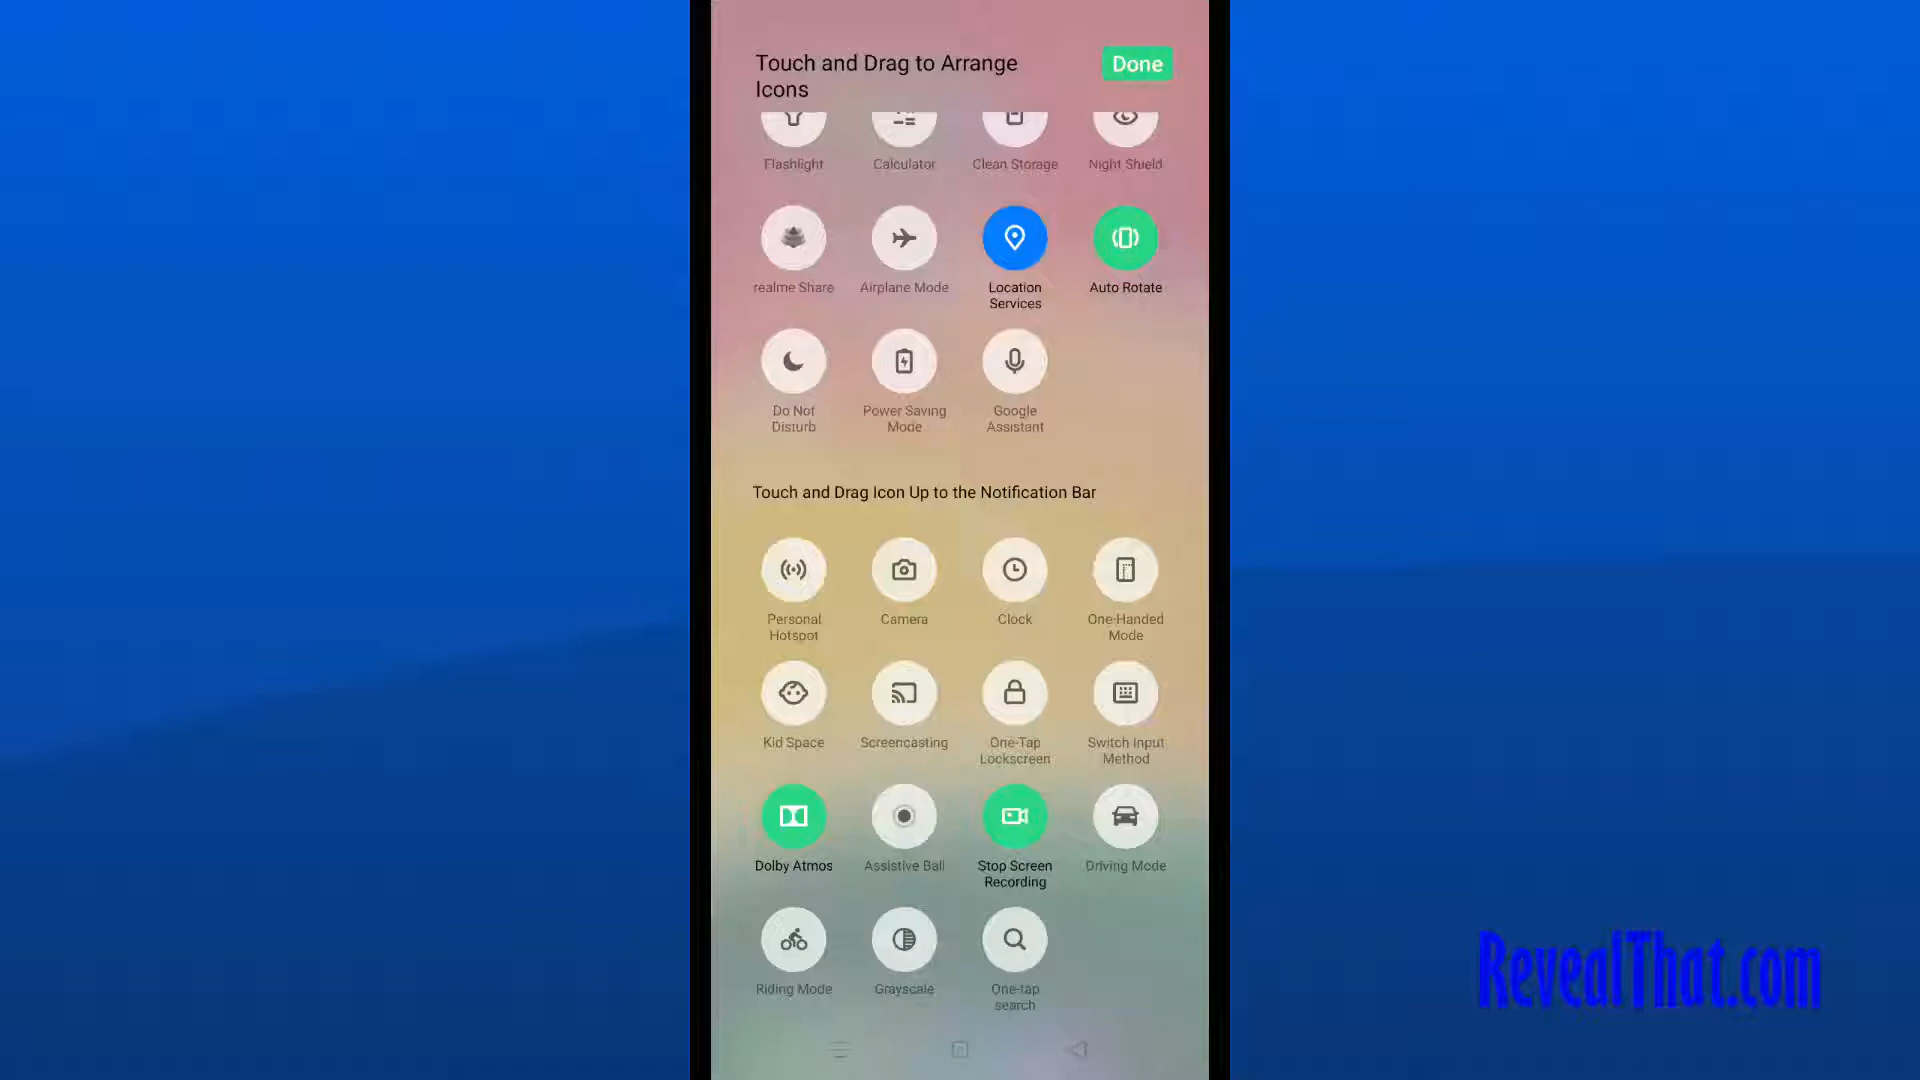 Touch and Drag to Arrange
Icons
Done
Flashlight
Calculator
Clean Storage
Night Shield
realme Share
Airplane Mode
Location
Services
Auto Rotate
Do Not
Disturb
Power Saving
Mode
Google
Assistant
Touch and Drag Icon Up to the Notification Bar
Personal
Hotspot
Camera
Clock
One-Handed
Mode
Kid Space
Screencasting
One-Tap
Lockscreen
Switch Input
Method
Dolby Atmos
Assistive Ball
Stop Screen
Recording
Driving Mode
Riding Mode
Grayscale
One-tap
search
RevealThat.com